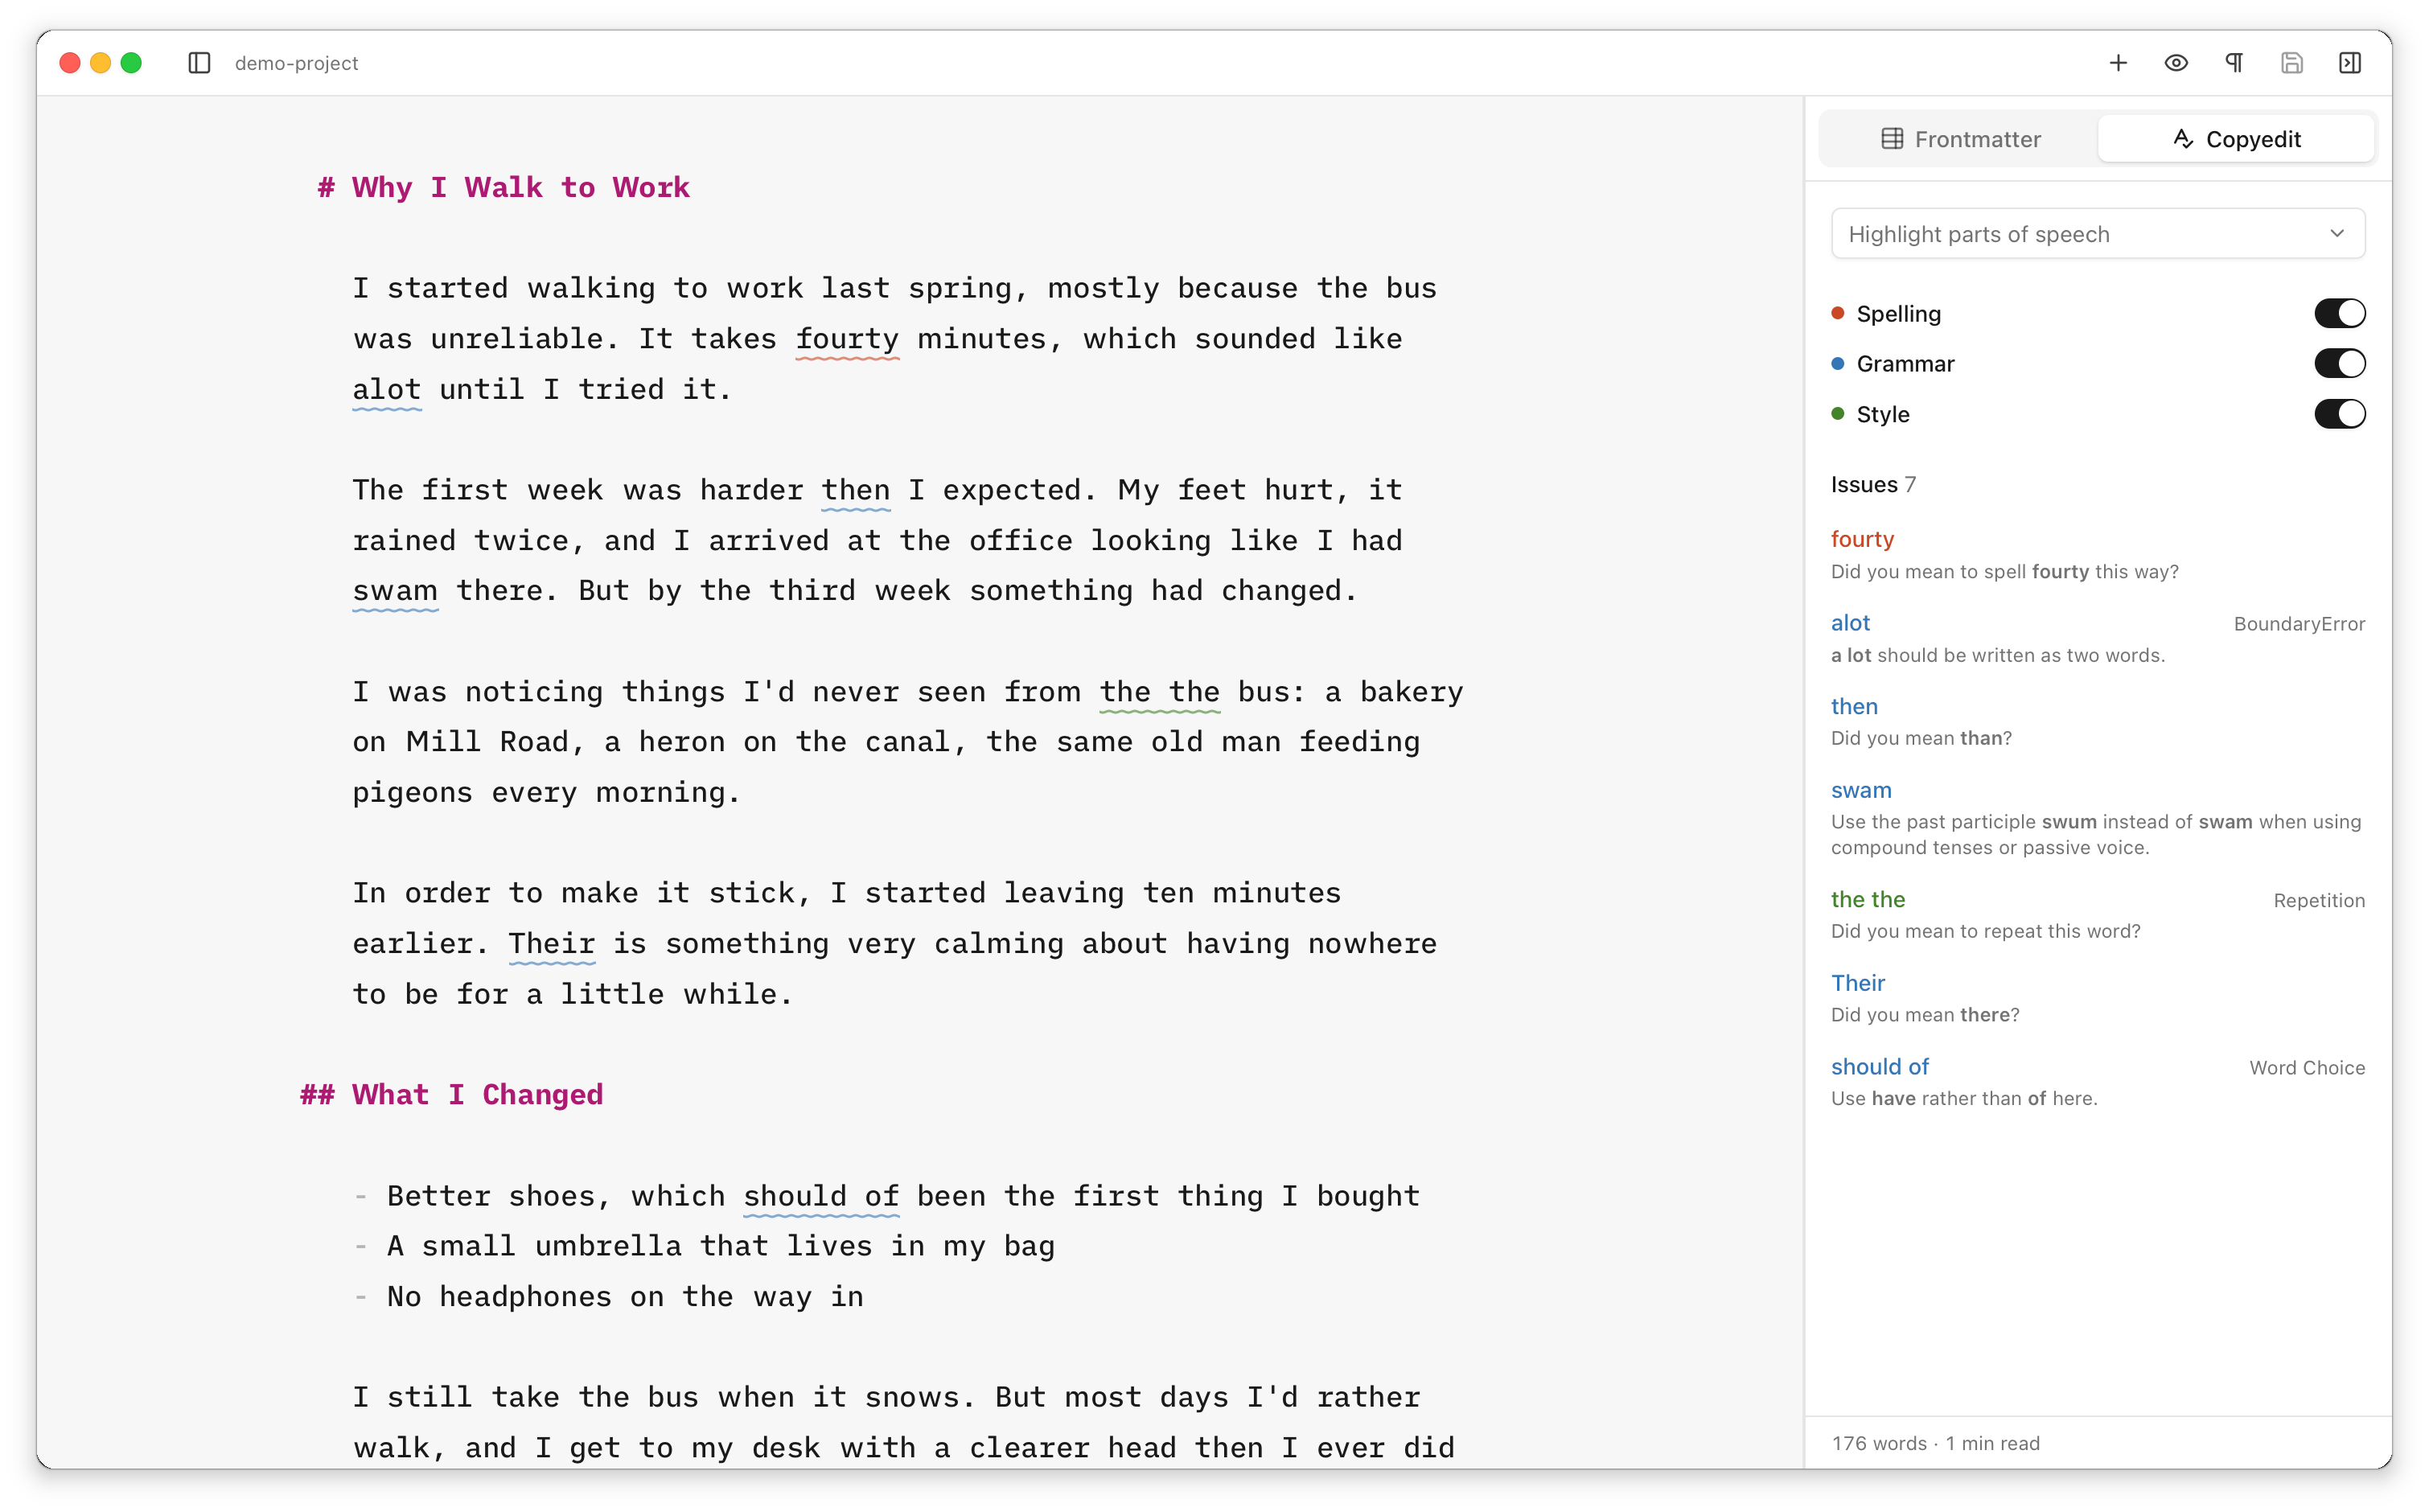 demo-project
Frontmatter
Copyedit
# Why I Walk to Work
I started walking to work last spring, mostly because the bus
was unreliable. It takes fourty minutes, which sounded like
alot until I tried it.
The first week was harder then I expected. My feet hurt, it
rained twice, and I arrived at the office looking like I had
swam there. But by the third week something had changed.
I was noticing things I'd never seen from the the bus: a bakery
on Mill Road, a heron on the canal, the same old man feeding
pigeons every morning.
In order to make it stick, I started leaving ten minutes
earlier. Their is something very calming about having nowhere
to be for a little while.
## What I Changed
- Better shoes, which should of been the first thing I bought
- A small umbrella that lives in my bag
- No headphones on the way in
I still take the bus when it snows. But most days I'd rather
walk, and I get to my desk with a clearer head then I ever did
Highlight parts of speech
Spelling
Grammar
Style
Issues 7
fourty
Did you mean to spell fourty this way?
alot BoundaryError
a lot should be written as two words.
then
Did you mean than?
swam
Use the past participle swum instead of swam when using
compound tenses or passive voice.
the the Repetition
Did you mean to repeat this word?
Their
Did you mean there?
should of Word Choice
Use have rather than of here.
176 words · 1 min read